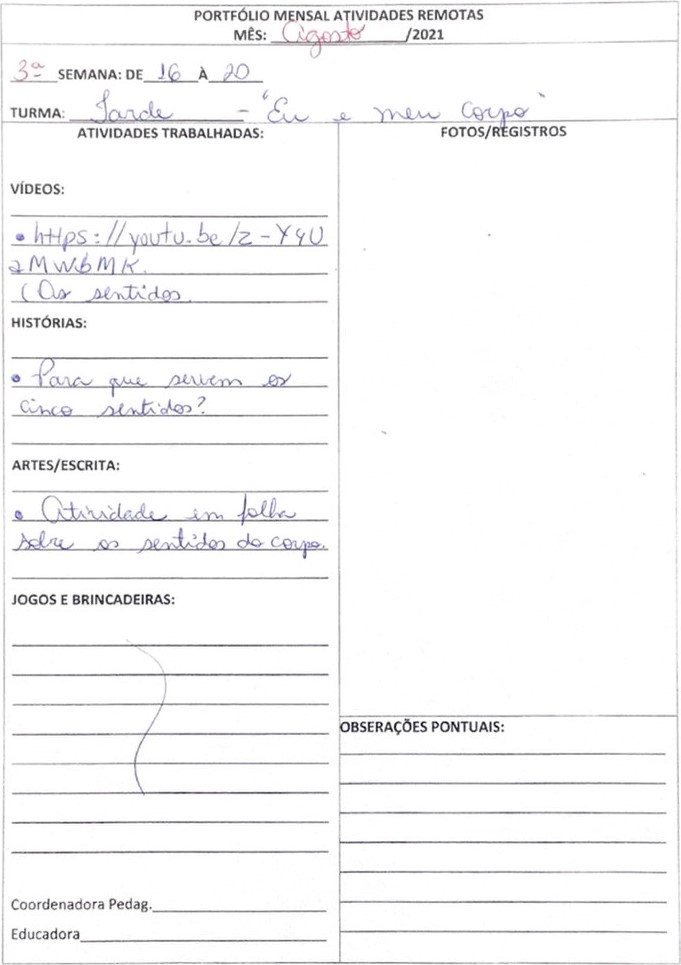 PORTFÓLIO MENSAL ATIVIDADES REMOTAS
MÊS: Agosto /2021
3ª SEMANA: DE 16 À 20
TURMA: Tarde - "Eu e meu corpo"
ATIVIDADES TRABALHADAS:
VÍDEOS:
• https://youtu.be/z-Y4U
2MWbMK.
(Os sentidos
HISTÓRIAS:
• Para que servem os
cinco sentidos?
ARTES/ESCRITA:
• Atividade em folha
sobre os sentidos do corpo.
JOGOS E BRINCADEIRAS:
Coordenadora Pedag.
Educadora
FOTOS/REGISTROS
OBSERAÇÕES PONTUAIS: